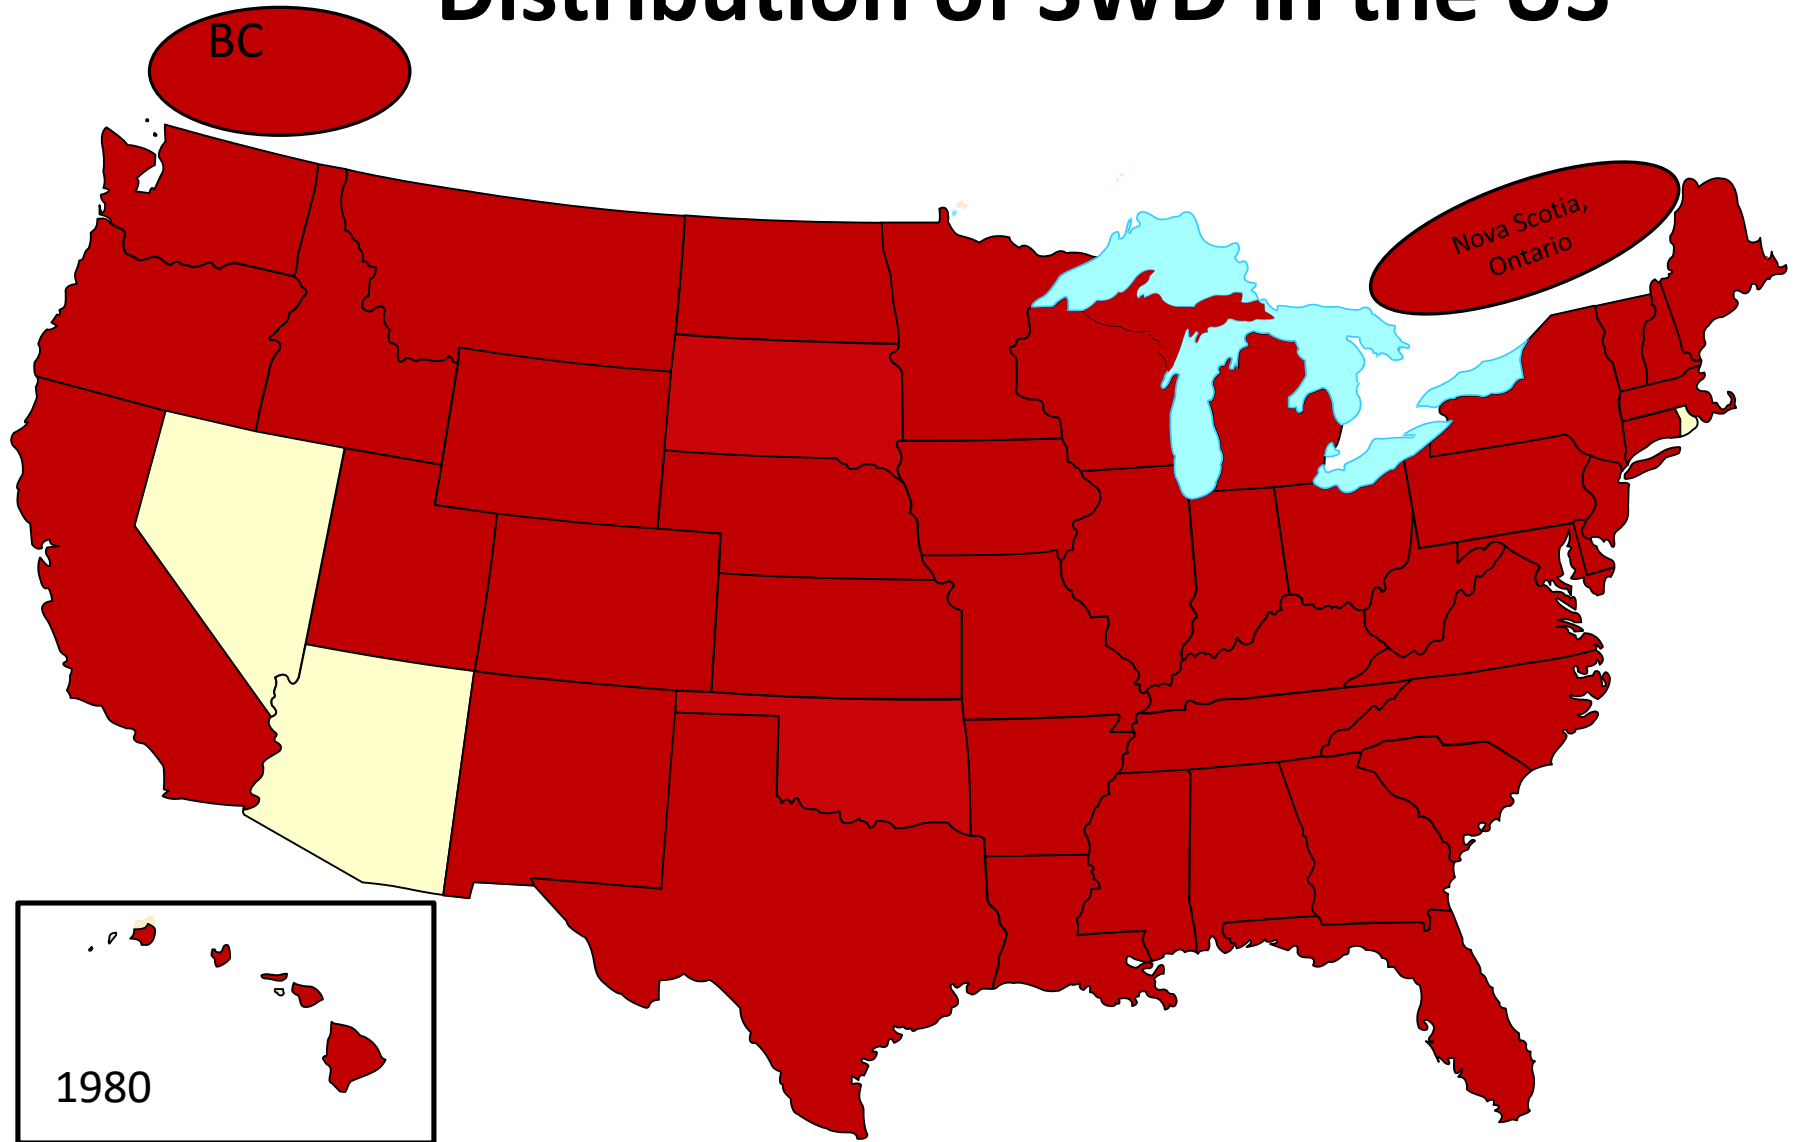 Distribution of SWD in the US
BC
Nova Scotia,
Ontario
1980